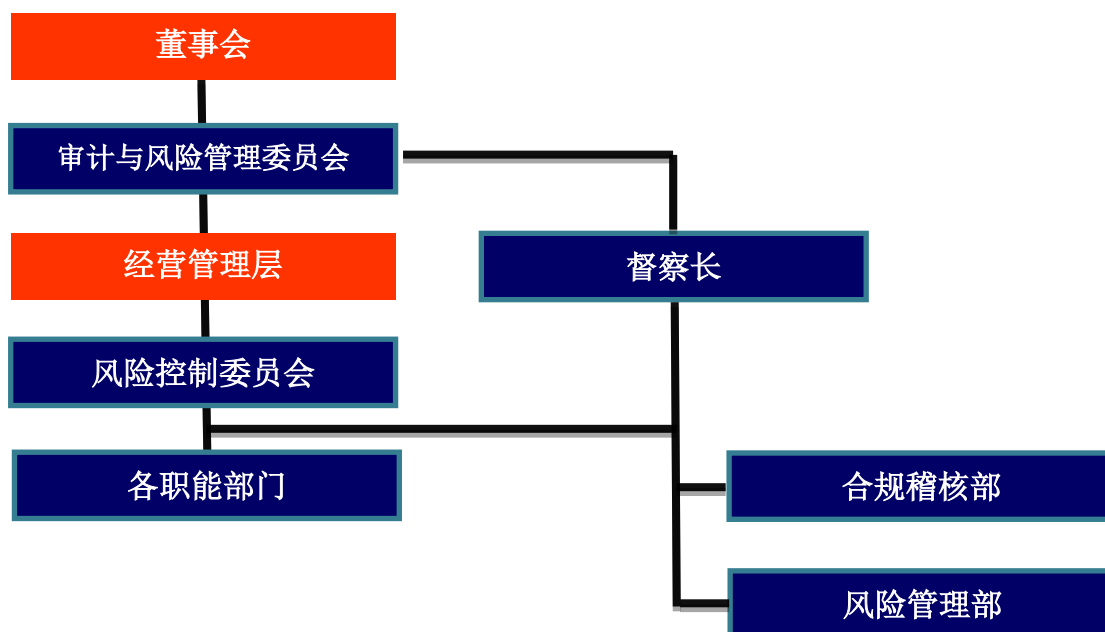 董事会
审计与风险管理委员会
经营管理层
督察长
风险控制委员会
各职能部门
合规稽核部
风险管理部